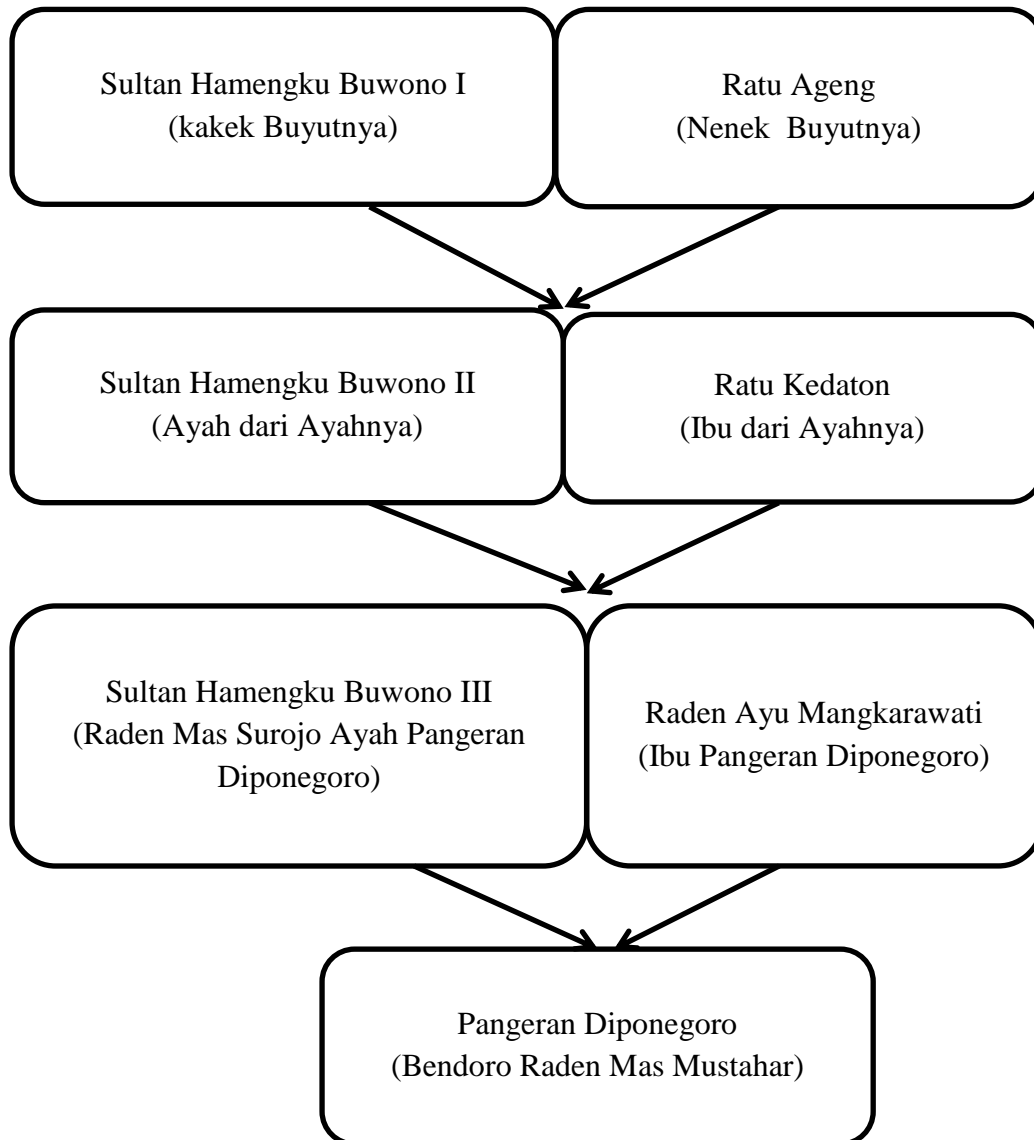 Sultan Hamengku Buwono I
(kakek Buyutnya)
Ratu Ageng
(Nenek  Buyutnya)
Sultan Hamengku Buwono II
(Ayah dari Ayahnya)
Ratu Kedaton
(Ibu dari Ayahnya)
Sultan Hamengku Buwono III
(Raden Mas Surojo Ayah Pangeran
Diponegoro)
Raden Ayu Mangkarawati
(Ibu Pangeran Diponegoro)
Pangeran Diponegoro
(Bendoro Raden Mas Mustahar)